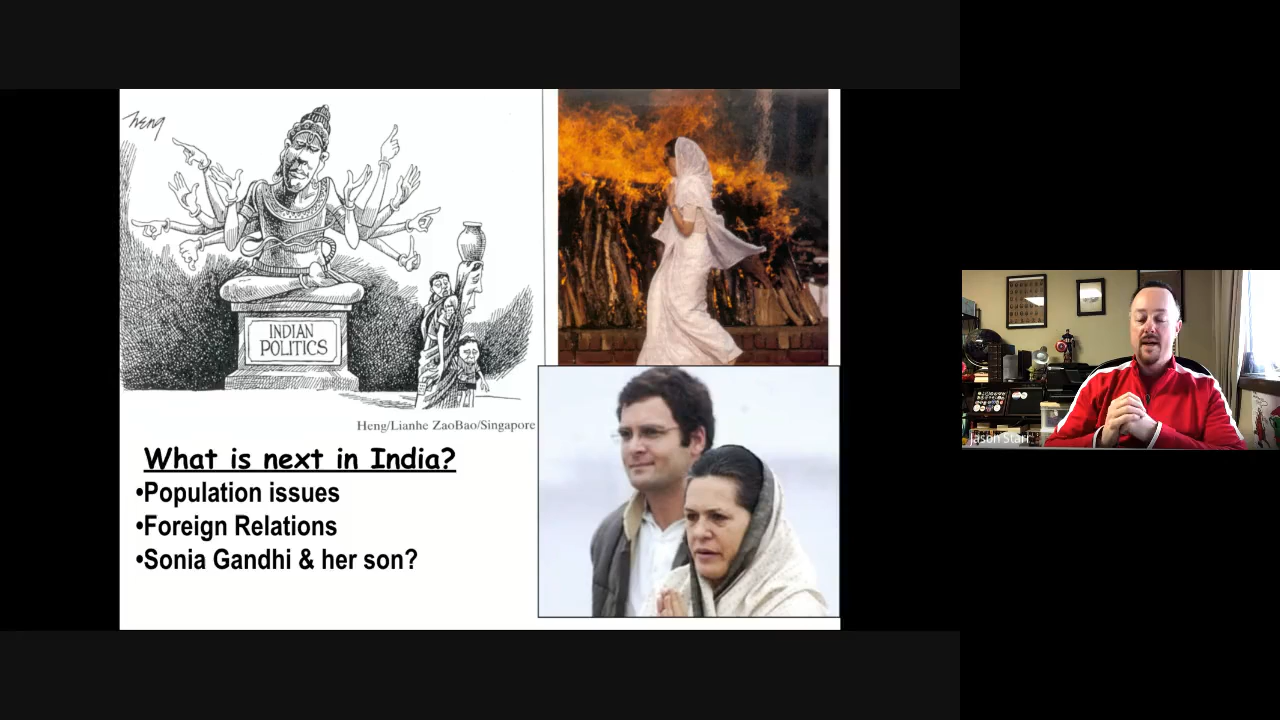 Heng
INDIAN
POLITICS
Heng/Lianhe ZaoBao/Singapore
What is next in India?
•Population issues
•Foreign Relations
•Sonia Gandhi & her son?
Jason Starr